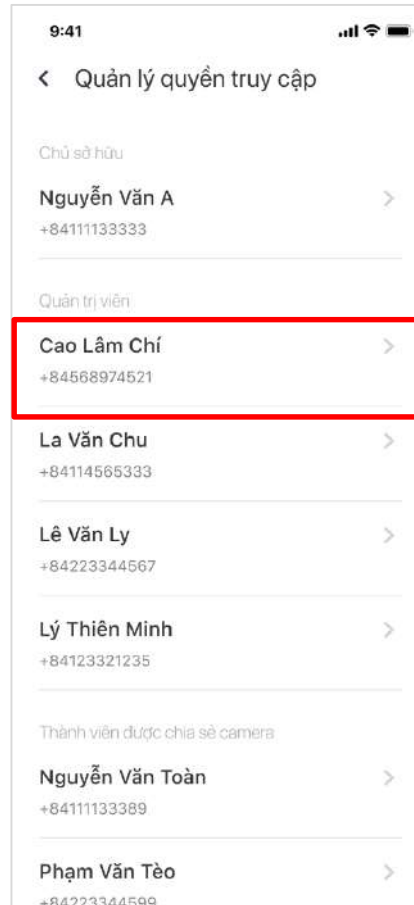 9:41
Quản lý quyền truy cập
Chủ sở hữu
Nguyễn Văn A
+84111133333
Quản trị viên
Cao Lâm Chí
+84568974521
La Văn Chu
+84114565333
Lê Văn Ly
+84223344567
Lý Thiên Minh
+84123321235
Thành viên được chia sẻ camera
Nguyễn Văn Toàn
+84111133389
Phạm Văn Tèo
+84223344599